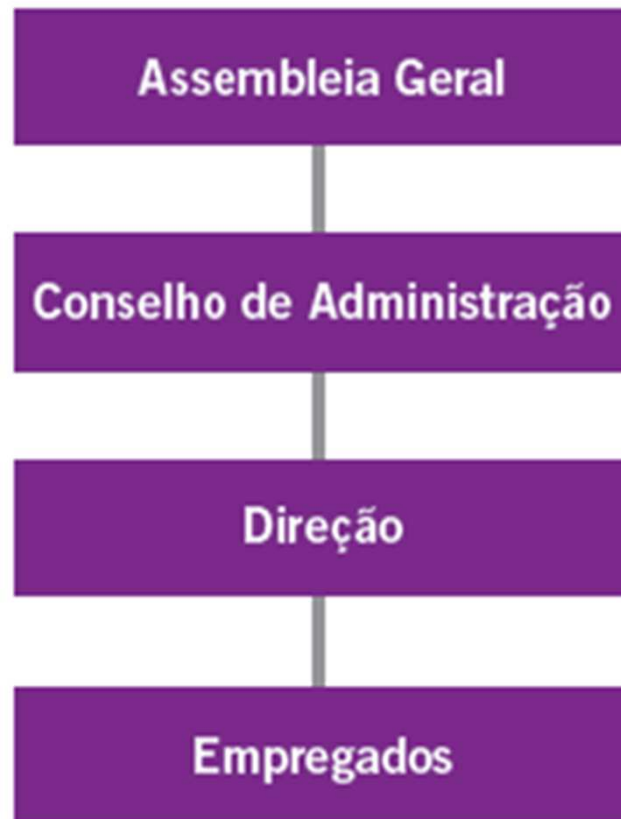 Assembleia Geral
Conselho de Administração
Direção
Empregados